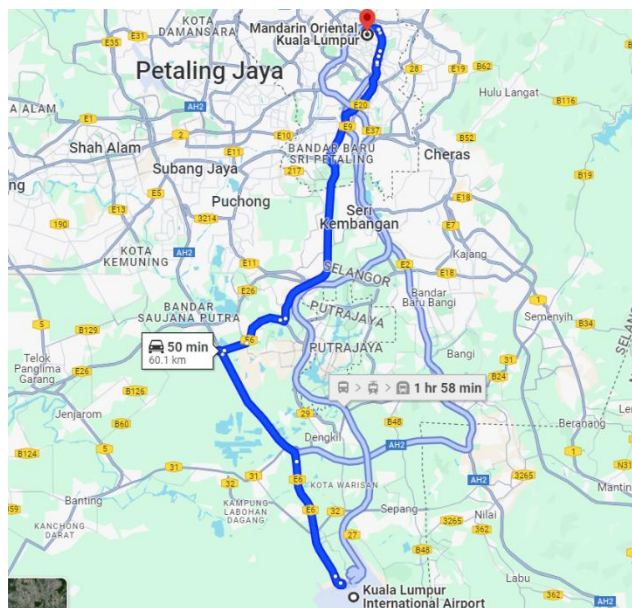 KOTA
DAMANSARA
Mandarin Oriental
Kuala Lumpur
E35
E31
AH2
28
E19
B62
Petaling Jaya
Hulu Langat
B116
A ALAM
E1
2
E10
E20
E9
E37
Shah Alam
BANDAR BARU
SRI PETALING
Cheras
B19
Subang Jaya
217
E5
Puchong
E18
E13
3214
190
Seri
Kembangan
E7
Kajang
KOTA
KEMUNING
AH2
E11
SELANGOR
E2
E18
E26
Bandar
Baru Bangi
1
BANDAR
SAUJANA PUTRA
PUTRAJAYA
Semenyih
B34
5
B129
E6
PUTRAJAYA
50 min
60.1 km
Telok
Panglima
Garang
E26
Bangi
31
B126
1 hr 58 min
B24
Jenjarom
29
1
B60
Dengkil
B48
Beranang
B124
5
31
31
AH2
N31
E6
KOTA WARISAN
3265
Banting
Mantin
KAMPUNG
LABOHAN
DAGANG
E6
32
Sepang
3265
Nilai
KANCHONG
DARAT
27
362
B48
Labu
362
Kuala Lumpur
International Airport